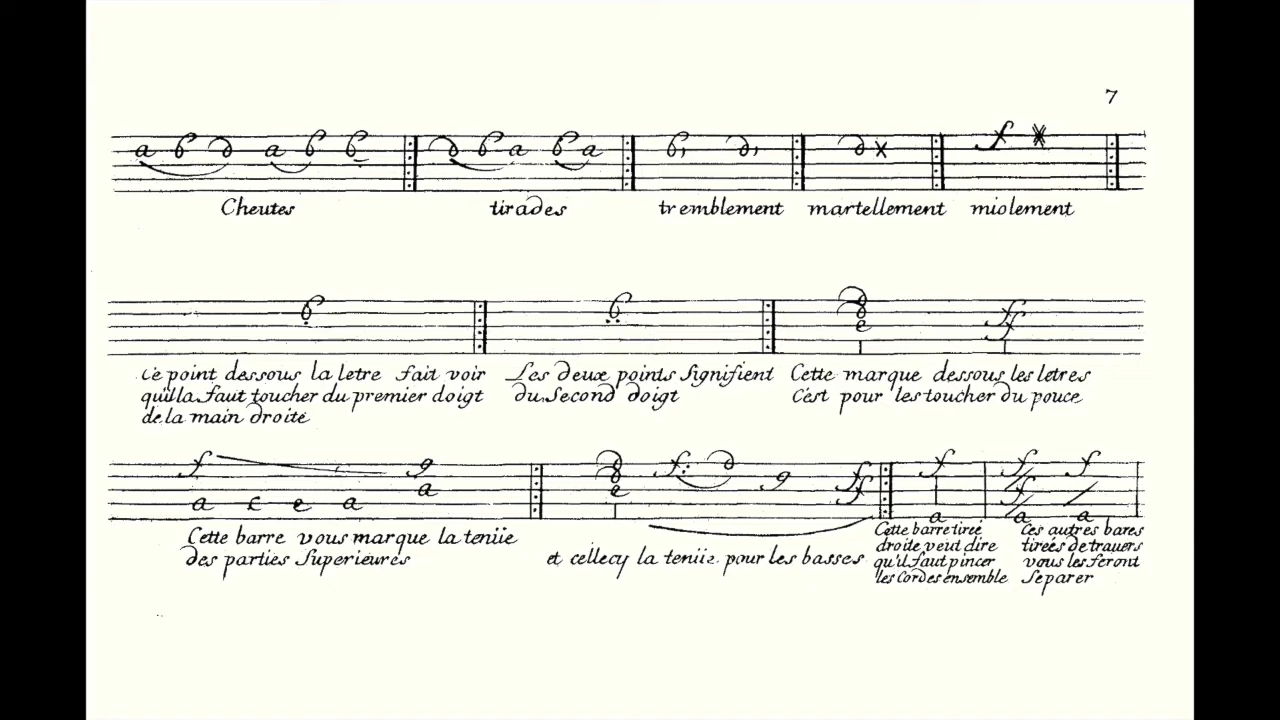 7
a b d a b b d b a b a b, d, d x f
Cheutes tirades tremblement martellement miolement
b b d d e f f
Ce point dessous la letre fait voir
qu'il la faut toucher du premier doigt
de la main droite
Les deux points signifient
du second doigt
Cette marque dessous les letres
C'est pour les toucher du pouce
f g a c e a a
d d e f d g f f
f a f f a f a
Cette barre vous marque la tenüe
des parties superieures
et cellecy la tenüe pour les basses
Cette barre tireé
droite veut dire
qu'il faut pincer
les Cordes ensemble
Ces autres bares
tireés de trauers
vous les feront
separer